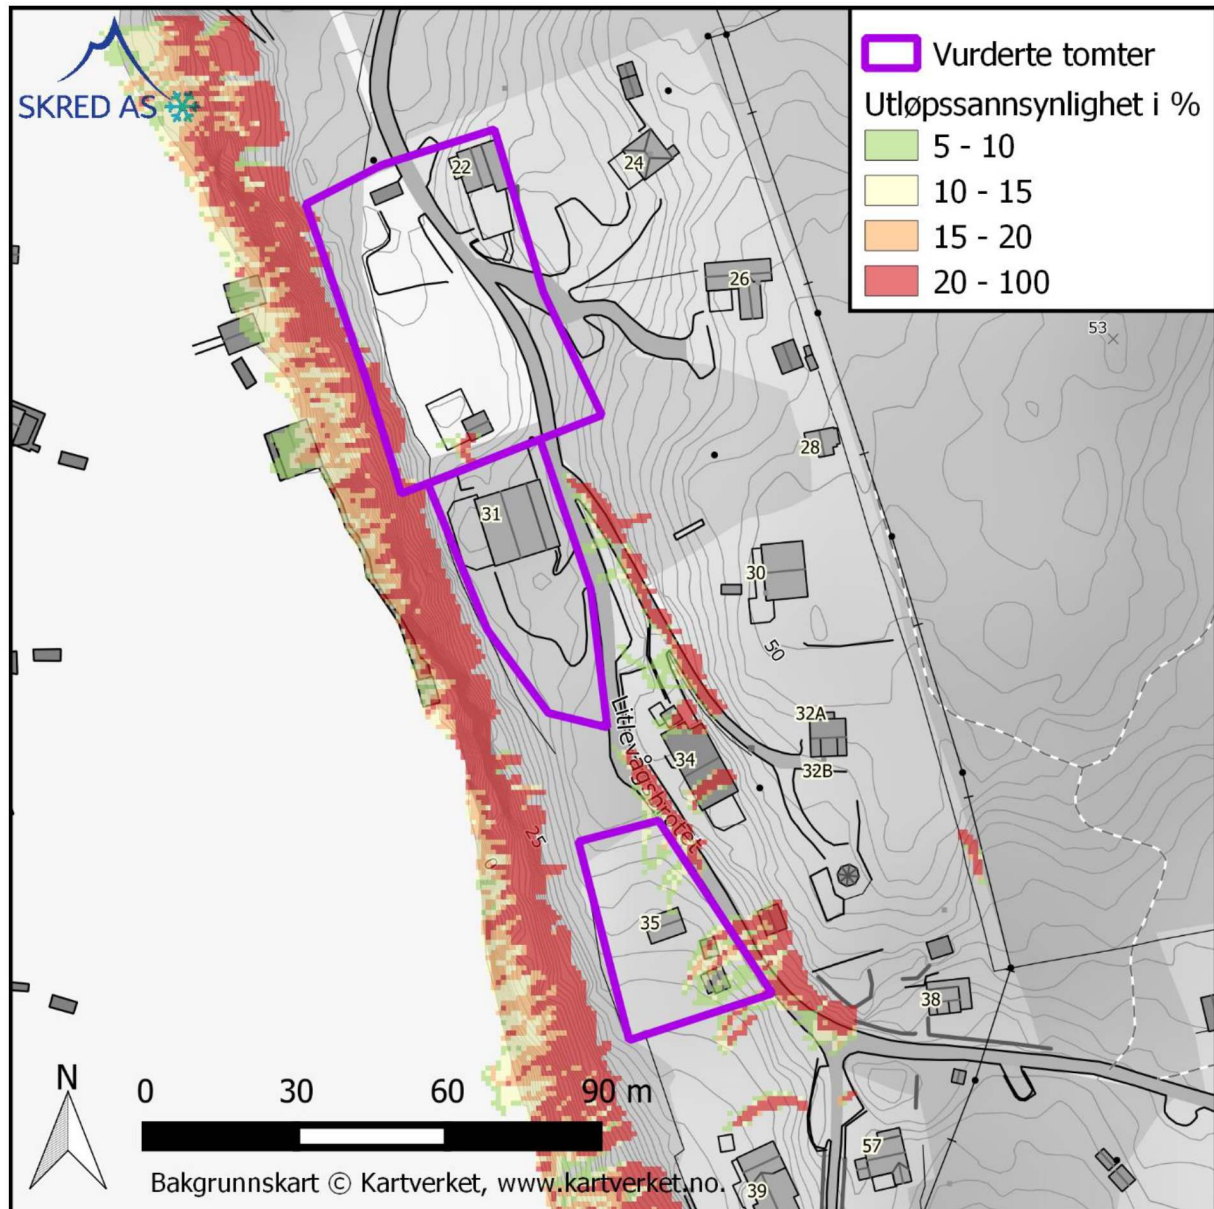 SKRED AS
Vurderte tomter
Utløpssannsynlighet i %
5 - 10
10 - 15
15 - 20
20 - 100
22
24
26
53
28
31
30
50
32A
32B
34
Litlevågsbrotet
25
0
35
38
57
39
N
0 30 60 90 m
Bakgrunnskart © Kartverket, www.kartverket.no.